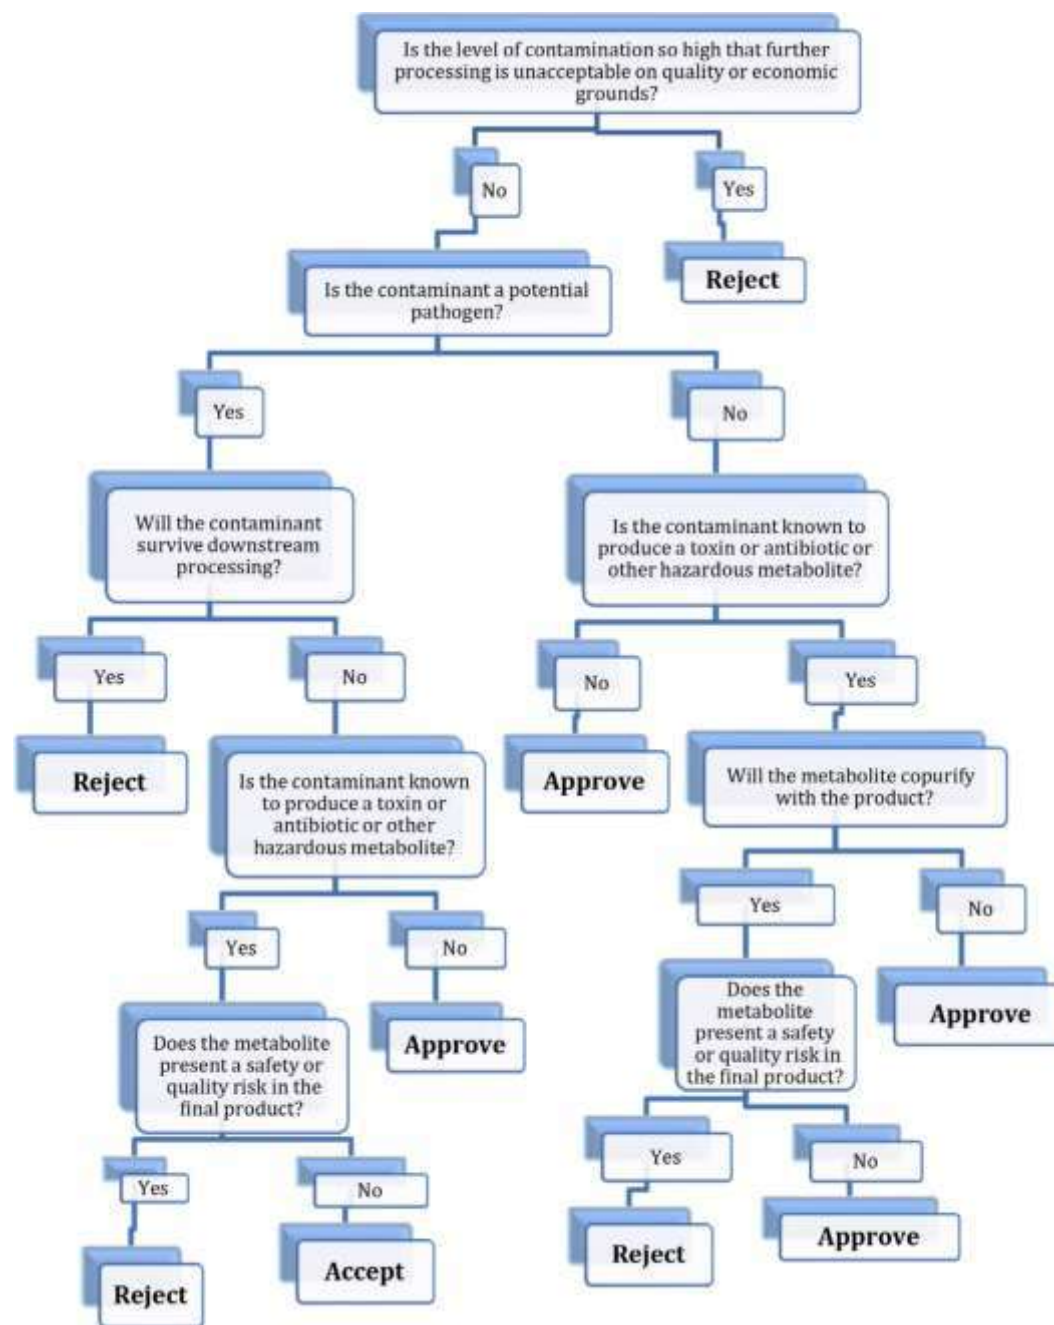 Is the level of contamination so high that further
processing is unacceptable on quality or economic
grounds?
No
Yes
Reject
Is the contaminant a potential
pathogen?
Yes
No
Will the contaminant
survive downstream
processing?
Is the contaminant known to
produce a toxin or antibiotic or
other hazardous metabolite?
Yes
No
No
Yes
Reject
Is the contaminant known
to produce a toxin or
antibiotic or other
hazardous metabolite?
Approve
Will the metabolite copurify
with the product?
Yes
No
Yes
No
Does the metabolite
present a safety or
quality risk in the
final product?
Approve
Does the
metabolite
present a safety
or quality risk in
the final product?
Approve
Yes
No
Yes
No
Reject
Accept
Reject
Approve